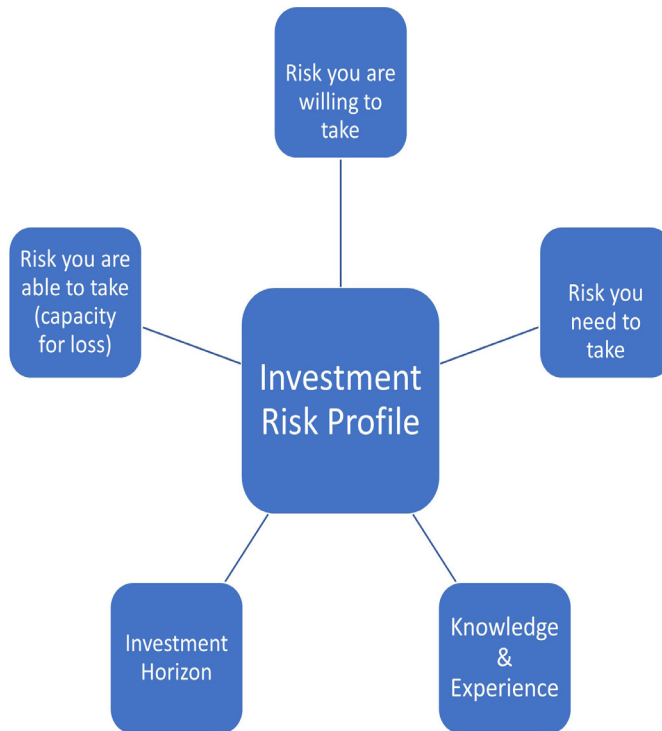 Risk you are
willing to
take
Risk you are
able to take
(capacity
for loss)
Risk you
need to
take
Investment
Risk Profile
Investment
Horizon
Knowledge
&
Experience